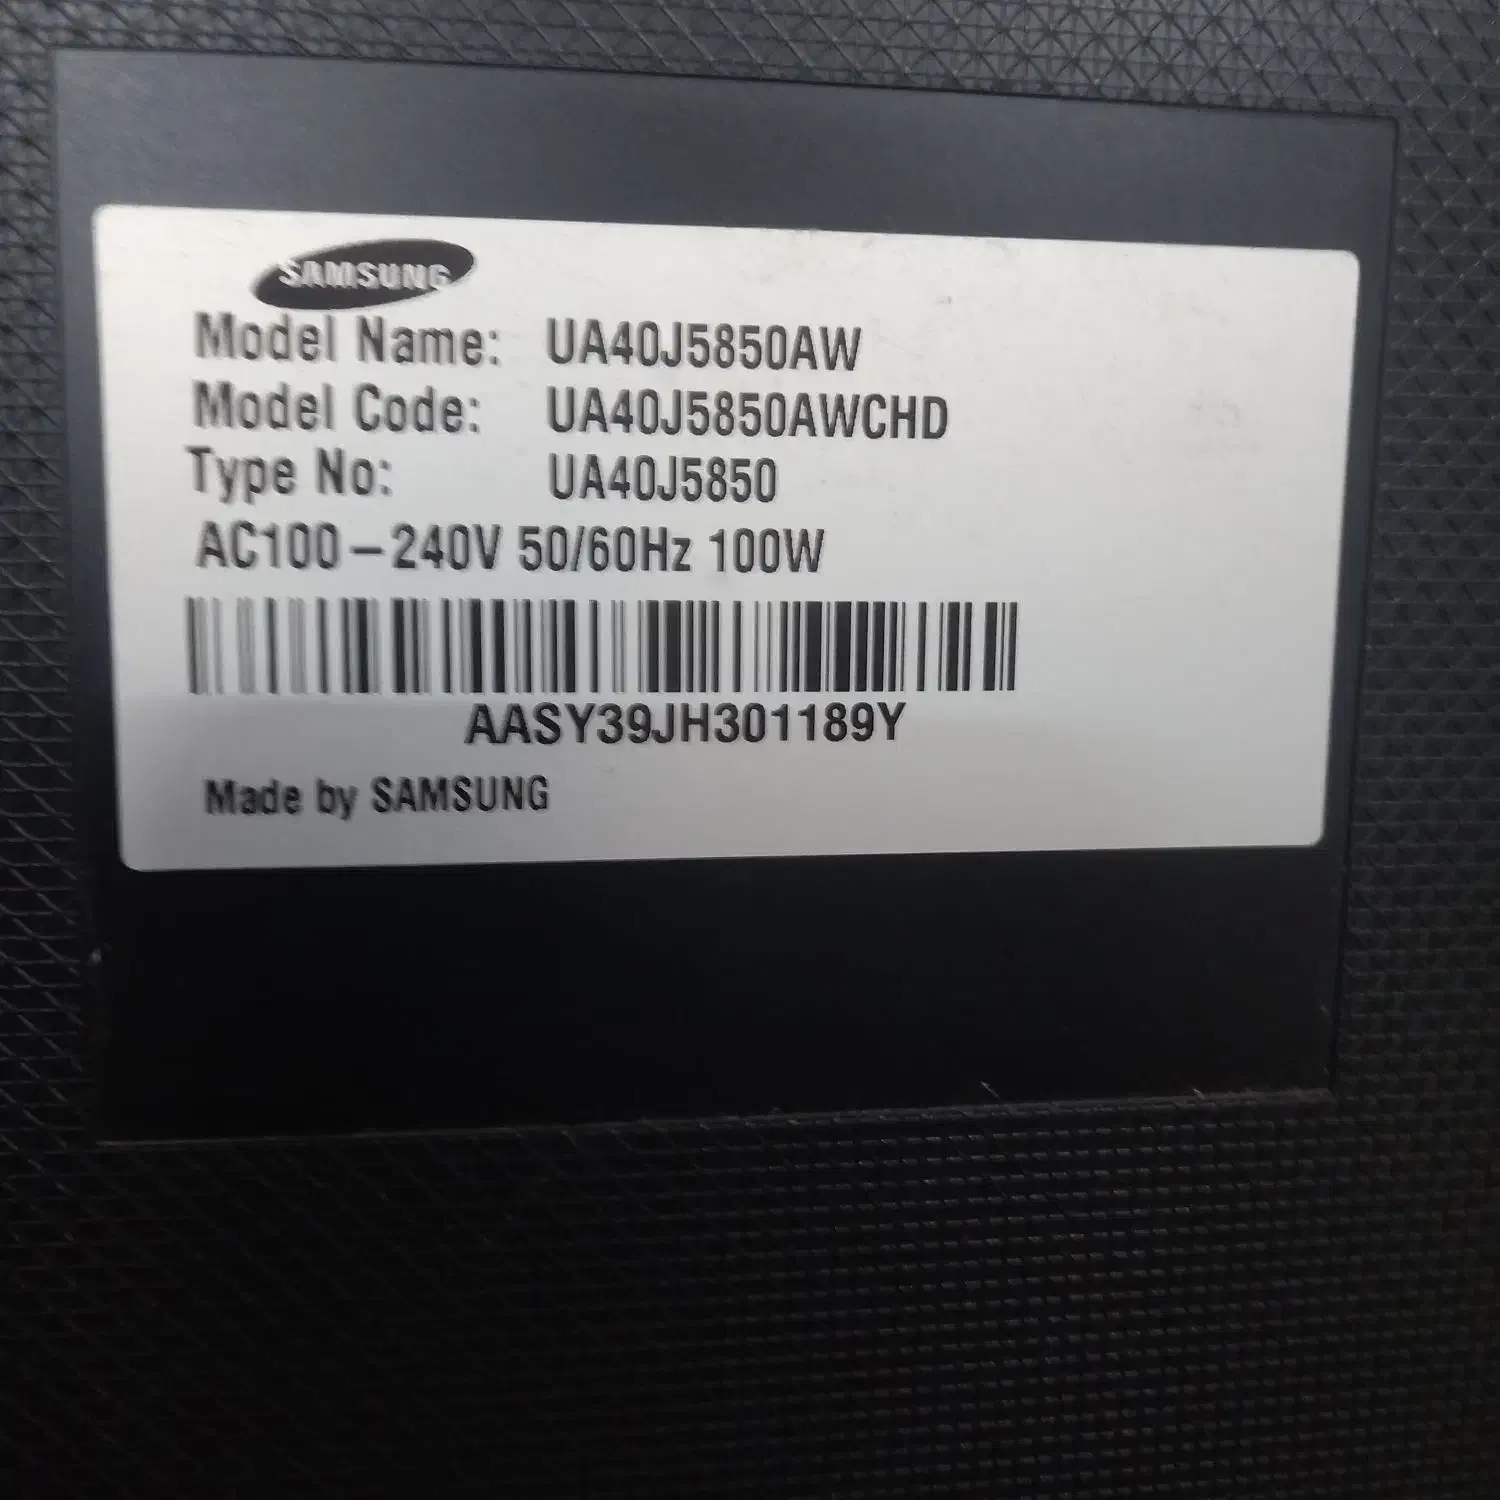 SAMSUNG
Model Name: UA40J5850AW
Model Code: UA40J5850AWCHD
Type No: UA40J5850
AC100-240V 50/60Hz 100W
AASY39JH301189Y
Made by SAMSUNG